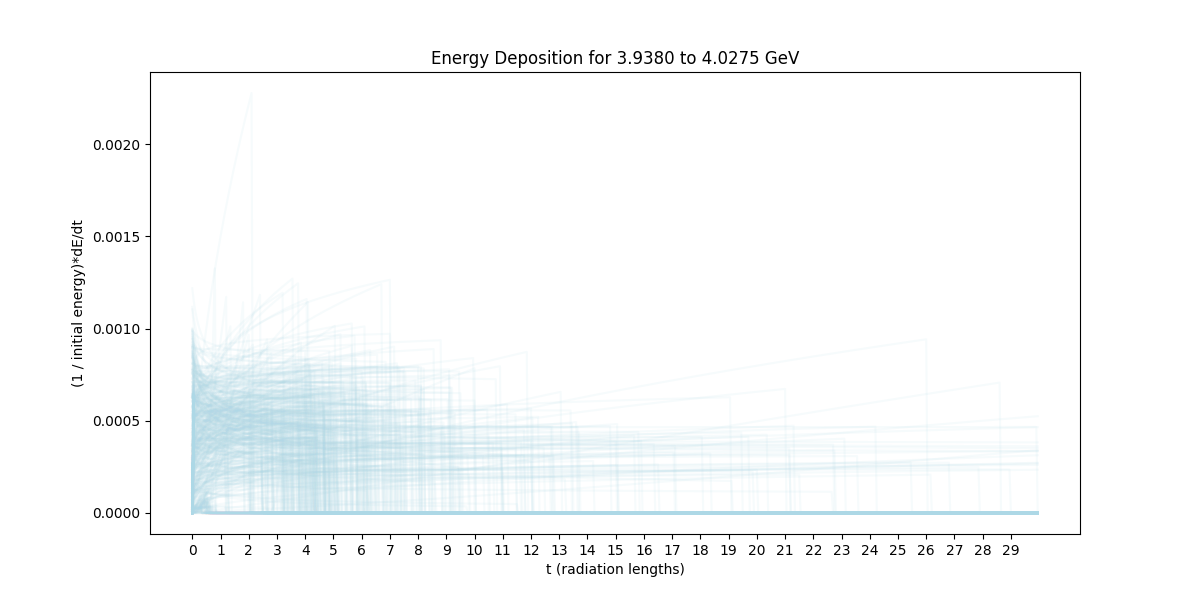 Energy Deposition for 3.9380 to 4.0275 GeV
(1 / initial energy)*dE/dt
0.0020
0.0015
0.0010
0.0005
0.0000
0 1 2 3 4 5 6 7 8 9 10 11 12 13 14 15 16 17 18 19 20 21 22 23 24 25 26 27 28 29
t (radiation lengths)